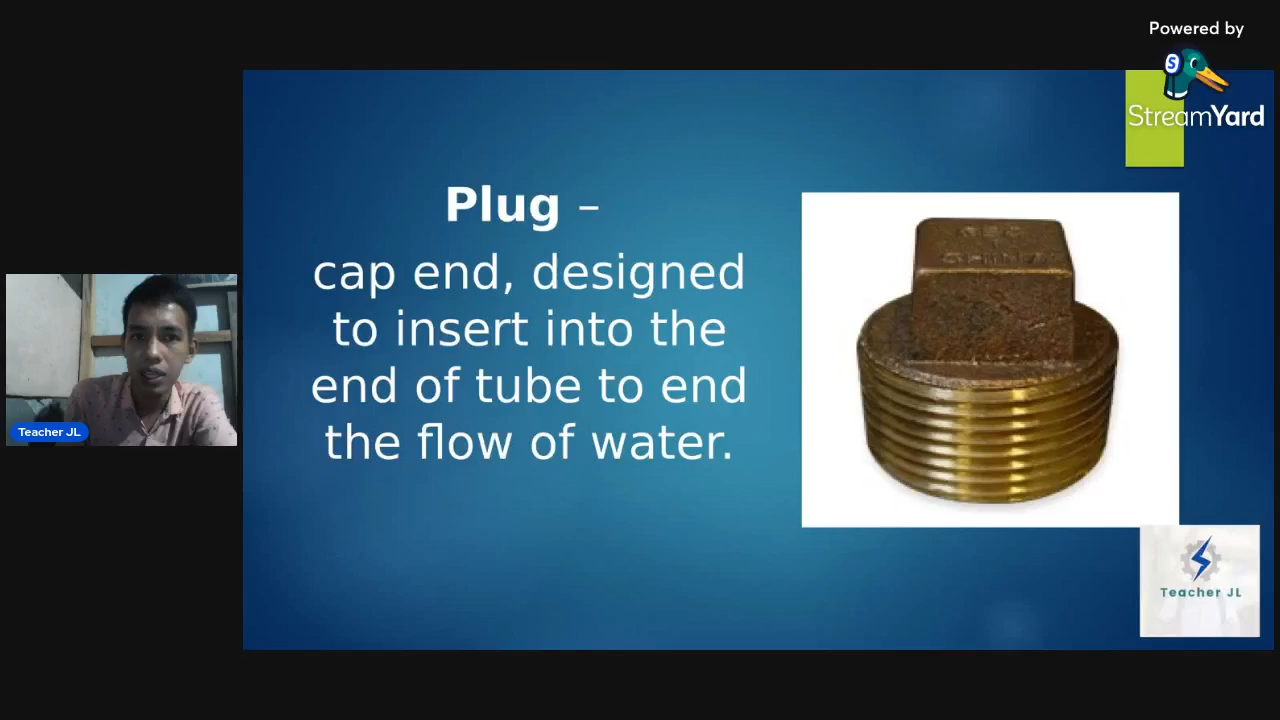 Powered by
StreamYard
Plug –
cap end, designed
to insert into the
end of tube to end
the flow of water.
CHINA
Teacher JL
Teacher JL